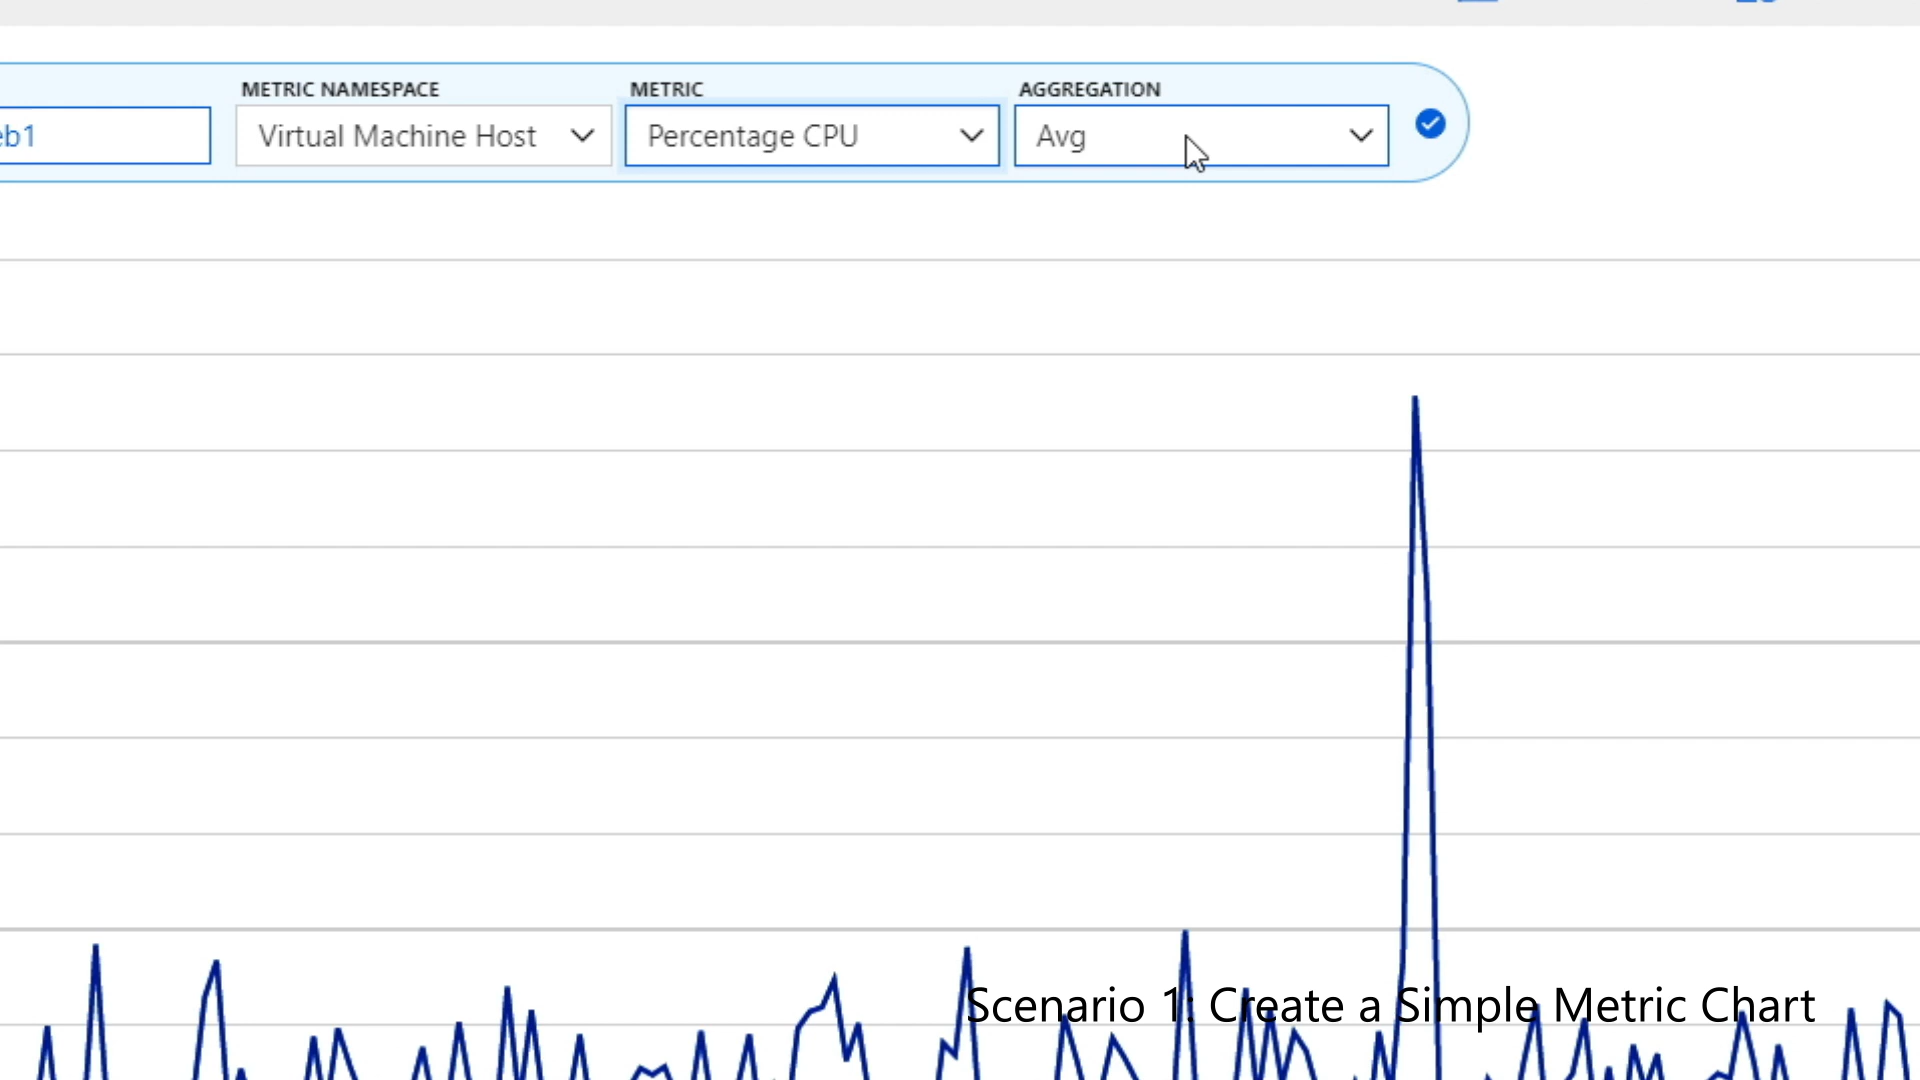 METRIC NAMESPACE METRIC AGGREGATION
eb1 Virtual Machine Host Percentage CPU Avg
Scenario 1: Create a Simple Metric Chart